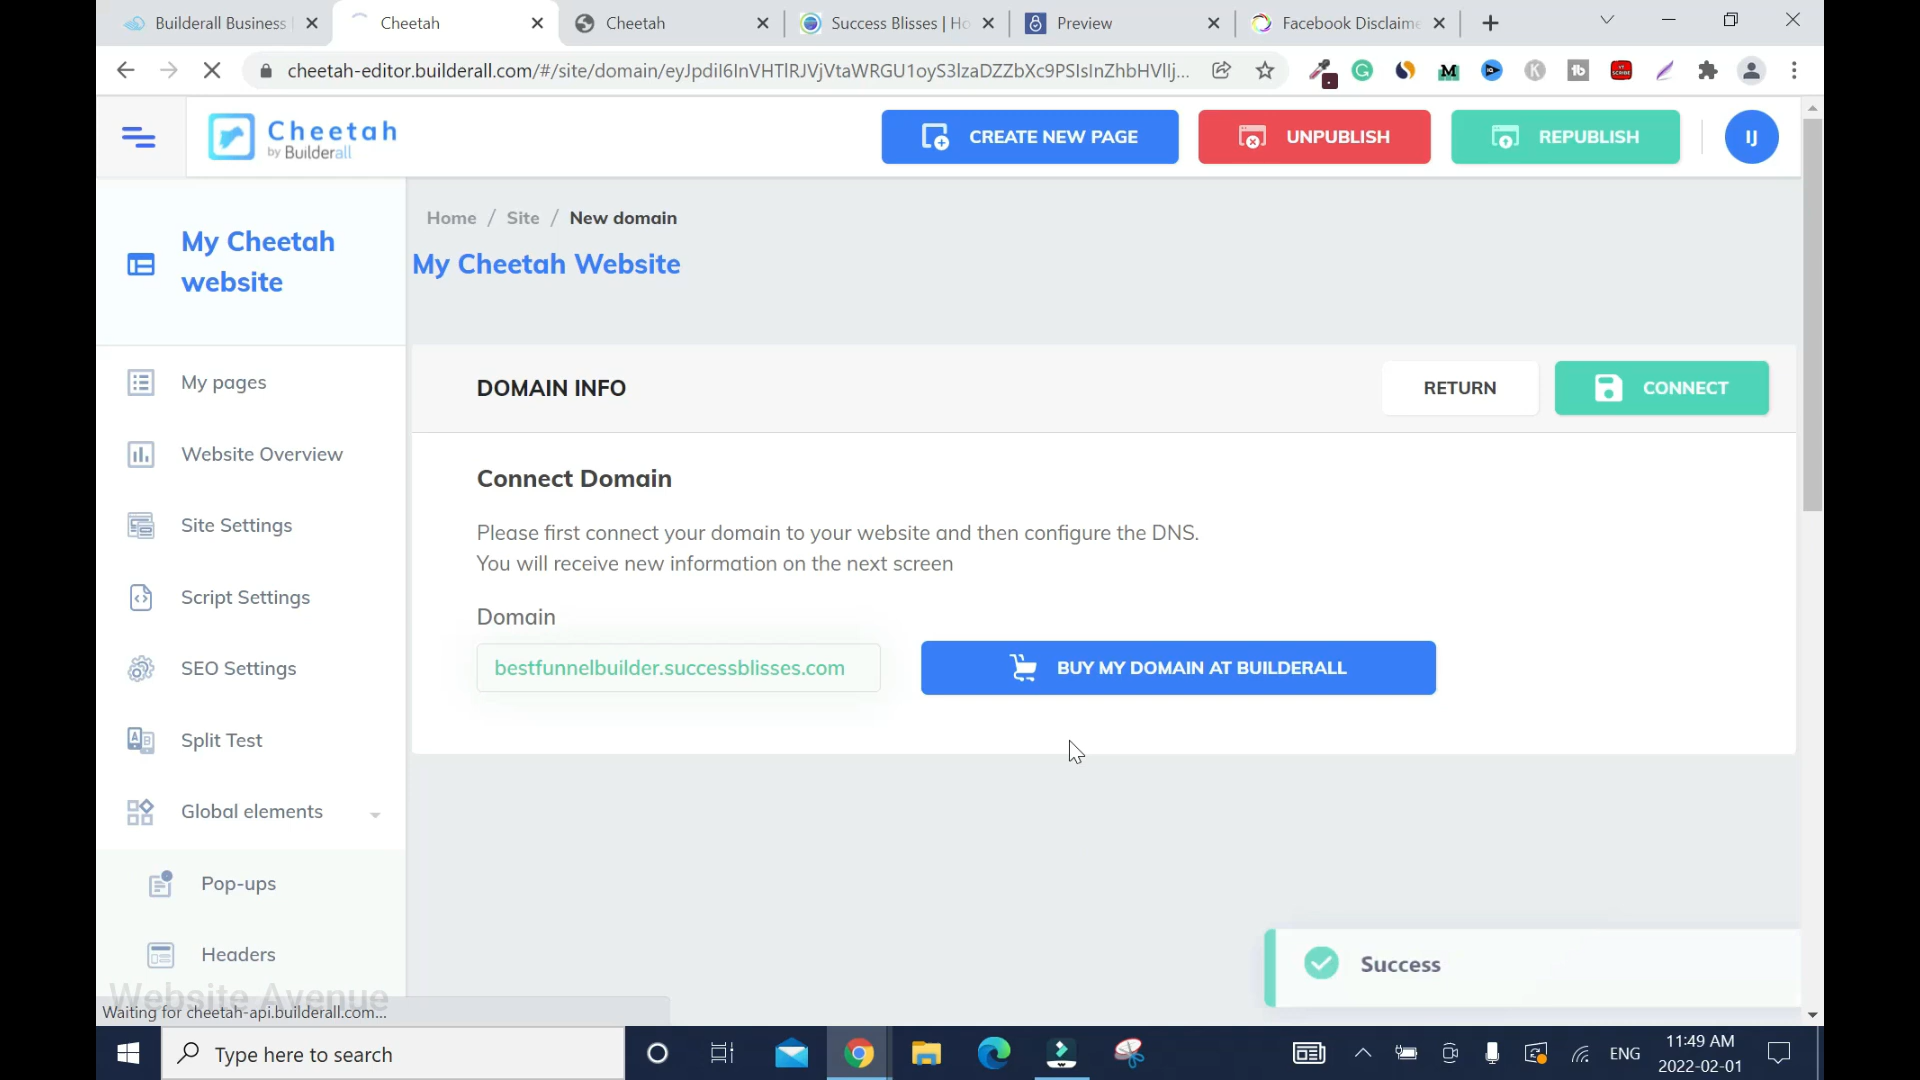 Builderall Business
Cheetah
Cheetah
Success Blisses | Ho
Preview
Facebook Disclaime
cheetah-editor.builderall.com/#/site/domain/eyJpdiI6InVHTlRJVjVtaWRGU1oyS3lzaDZZbXc9PSIsInZhbHVlIj...
Cheetah
by Builderall
CREATE NEW PAGE
UNPUBLISH
REPUBLISH
IJ
My Cheetah
website
Home / Site / New domain
My Cheetah Website
My pages
Website Overview
Site Settings
Script Settings
SEO Settings
Split Test
Global elements
Pop-ups
Headers
DOMAIN INFO
RETURN
CONNECT
Connect Domain
Please first connect your domain to your website and then configure the DNS.
You will receive new information on the next screen
Domain
bestfunnelbuilder.successblisses.com
BUY MY DOMAIN AT BUILDERALL
Success
Website Avenue
Waiting for cheetah-api.builderall.com...
Type here to search
ENG
11:49 AM
2022-02-01